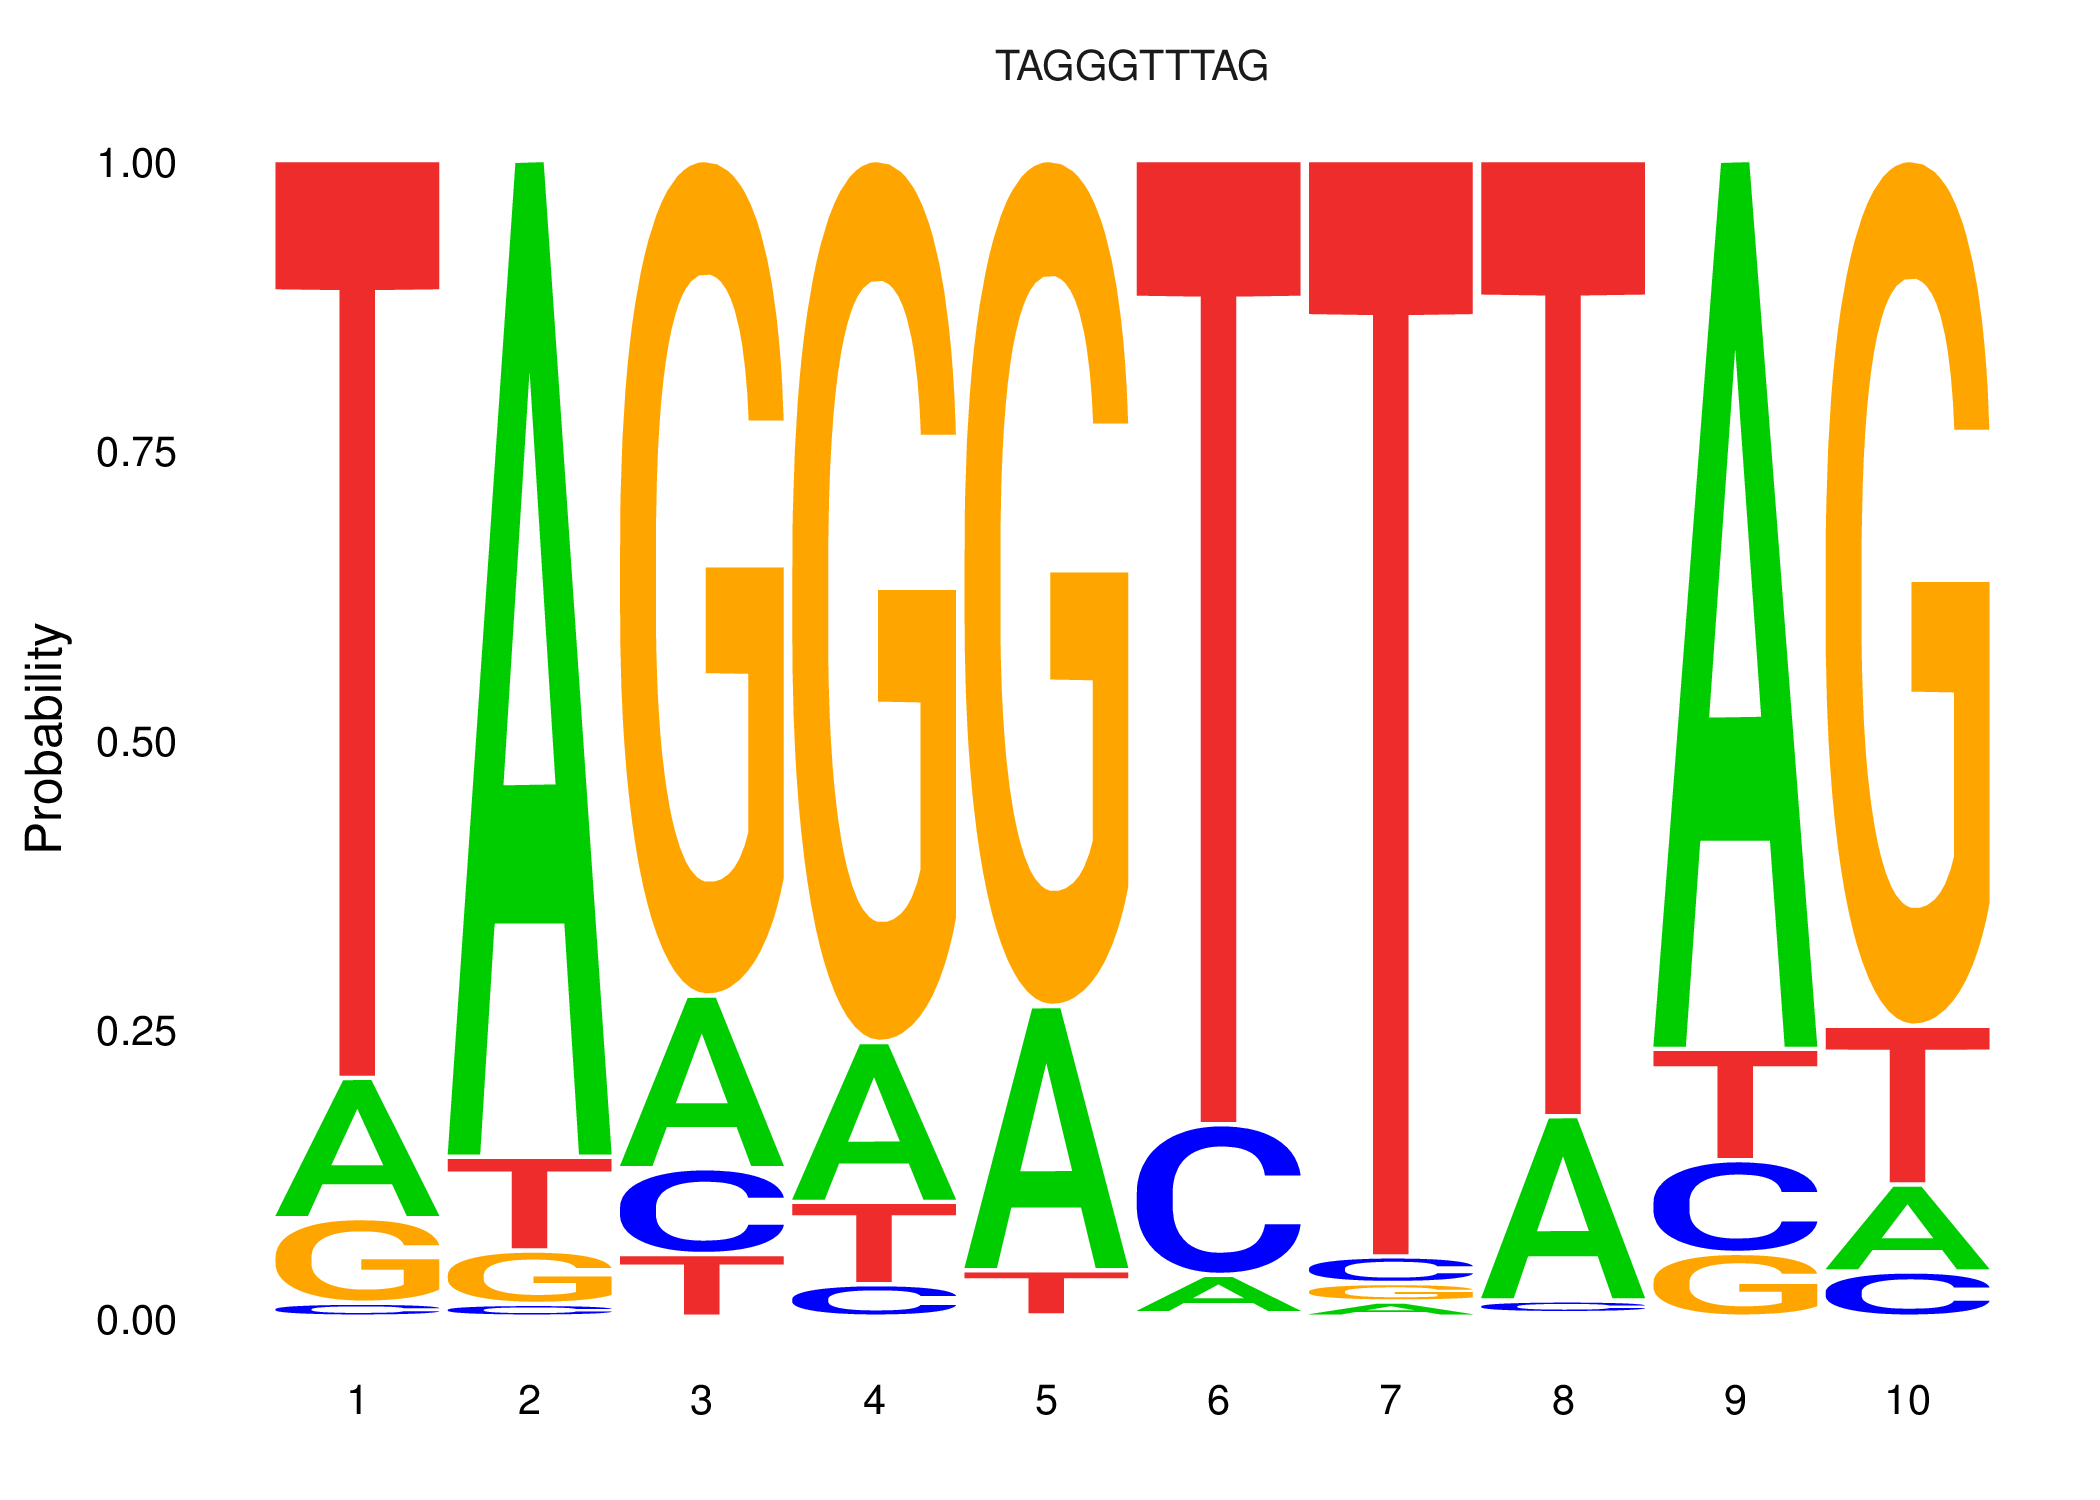 TAGGGTTTAG
1.00
0.75
0.50
0.25
0.00
Probability
T A G G G T T T A G
A T A A A C C A T T
G G C T T A G C C A
C C T C A G C
1 2 3 4 5 6 7 8 9 10